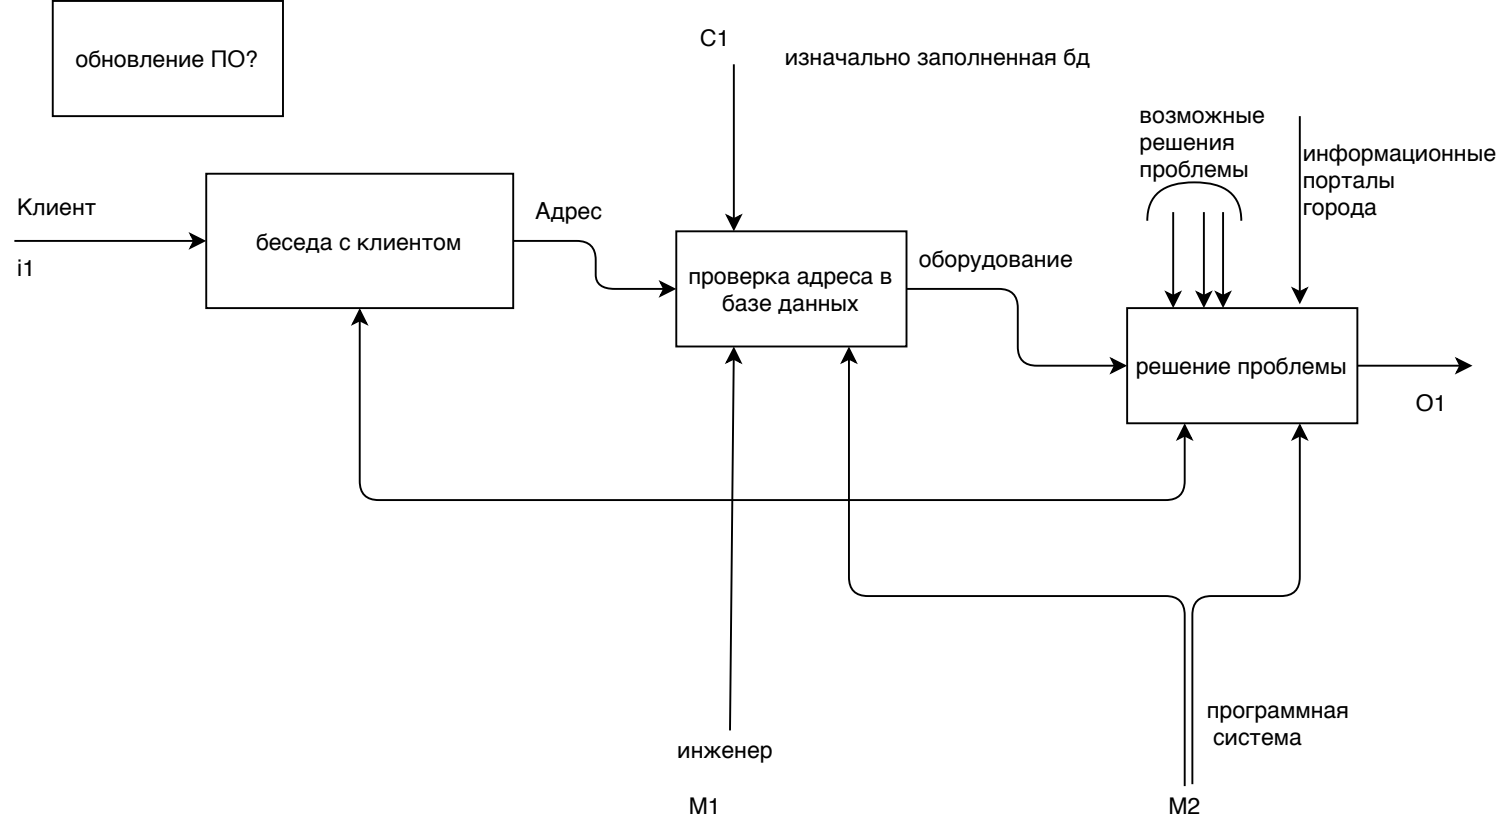 обновление ПО?
C1
изначально заполненная бд
возможные
решения
проблемы
информационные
порталы
города
Клиент
i1
беседа с клиентом
Адрес
проверка адреса в
базе данных
оборудование
решение проблемы
O1
инженер
M1
программная
система
M2